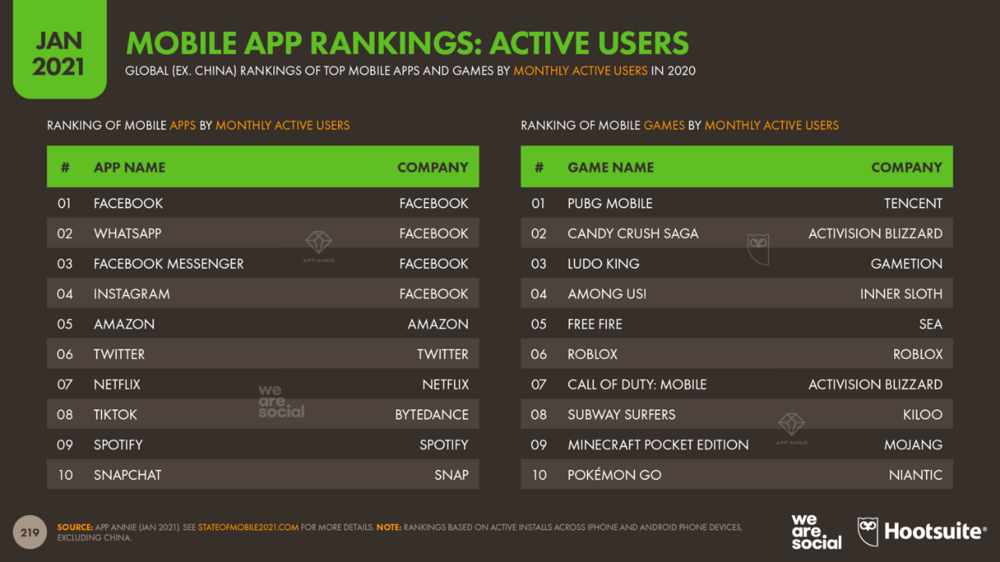 JAN
2021
MOBILE APP RANKINGS: ACTIVE USERS
GLOBAL (EX. CHINA) RANKINGS OF TOP MOBILE APPS AND GAMES BY MONTHLY ACTIVE USERS IN 2020
RANKING OF MOBILE APPS BY MONTHLY ACTIVE USERS
# APP NAME COMPANY
01 FACEBOOK FACEBOOK
02 WHATSAPP FACEBOOK
03 FACEBOOK MESSENGER FACEBOOK
04 INSTAGRAM FACEBOOK
05 AMAZON AMAZON
06 TWITTER TWITTER
07 NETFLIX NETFLIX
08 TIKTOK BYTEDANCE
09 SPOTIFY SPOTIFY
10 SNAPCHAT SNAP
APP ANNIE
we
are
social
RANKING OF MOBILE GAMES BY MONTHLY ACTIVE USERS
# GAME NAME COMPANY
01 PUBG MOBILE TENCENT
02 CANDY CRUSH SAGA ACTIVISION BLIZZARD
03 LUDO KING GAMETION
04 AMONG US! INNER SLOTH
05 FREE FIRE SEA
06 ROBLOX ROBLOX
07 CALL OF DUTY: MOBILE ACTIVISION BLIZZARD
08 SUBWAY SURFERS KILOO
09 MINECRAFT POCKET EDITION MOJANG
10 POKÉMON GO NIANTIC
APP ANNIE
219
SOURCE: APP ANNIE (JAN 2021). SEE STATEOFMOBILE2021.COM FOR MORE DETAILS. NOTE: RANKINGS BASED ON ACTIVE INSTALLS ACROSS IPHONE AND ANDROID PHONE DEVICES,
EXCLUDING CHINA.
we
are
social
Hootsuite®